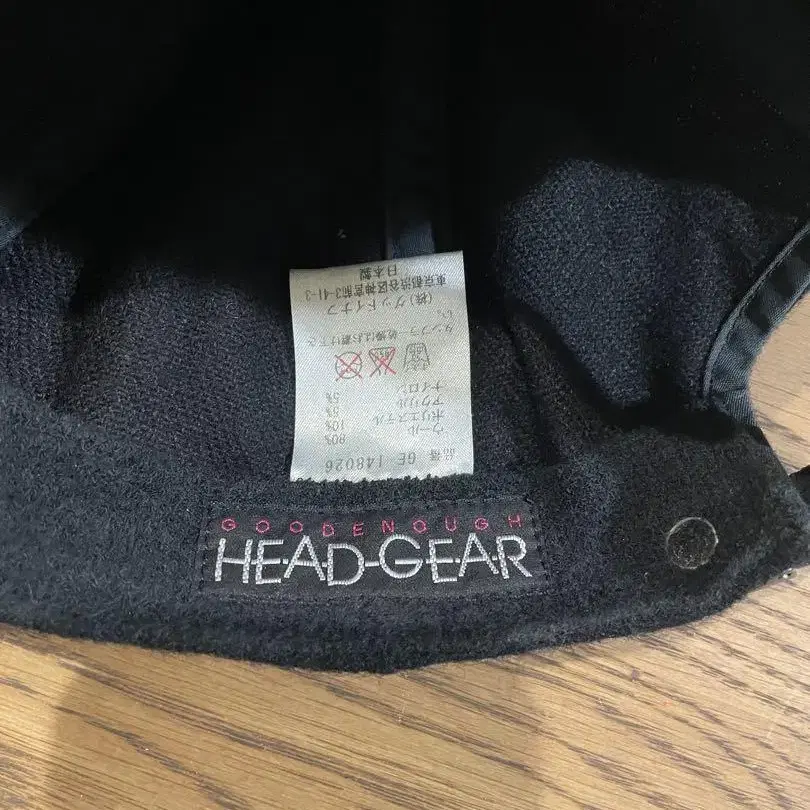 品番 GE-148026
ウール 80%
ポリエステル 10%
アクリル 5%
ナイロン 5%
タンブラー乾燥はお避け下さ
い。
(株)グッドイナフ
東京都渋谷区神宮前3-41-3
日本製
GOODENOUGH
HEAD-GEAR